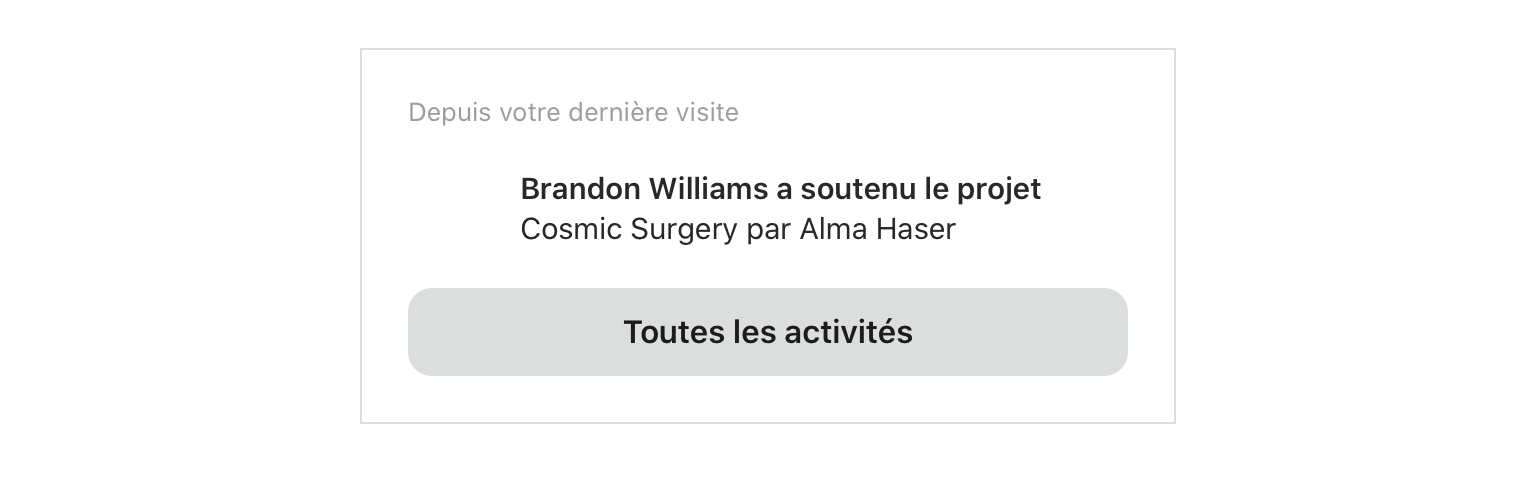 Depuis votre dernière visite
Brandon Williams a soutenu le projet
Cosmic Surgery par Alma Haser
Toutes les activités